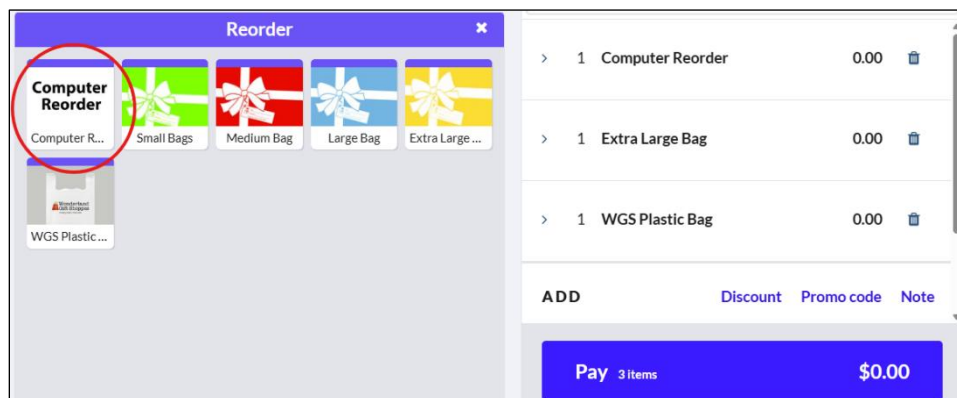 Reorder
Computer
Reorder
Computer R...
Small Bags
Medium Bag
Large Bag
Extra Large ...
WGS Plastic ...
1 Computer Reorder 0.00
1 Extra Large Bag 0.00
1 WGS Plastic Bag 0.00
ADD Discount Promo code Note
Pay 3 items $0.00